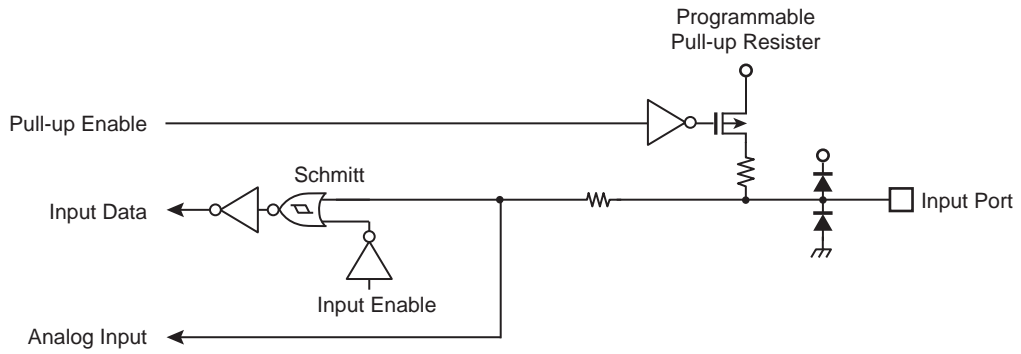 Programmable
Pull-up Resister
Pull-up Enable
Schmitt
Input Data
Input Port
Input Enable
Analog Input